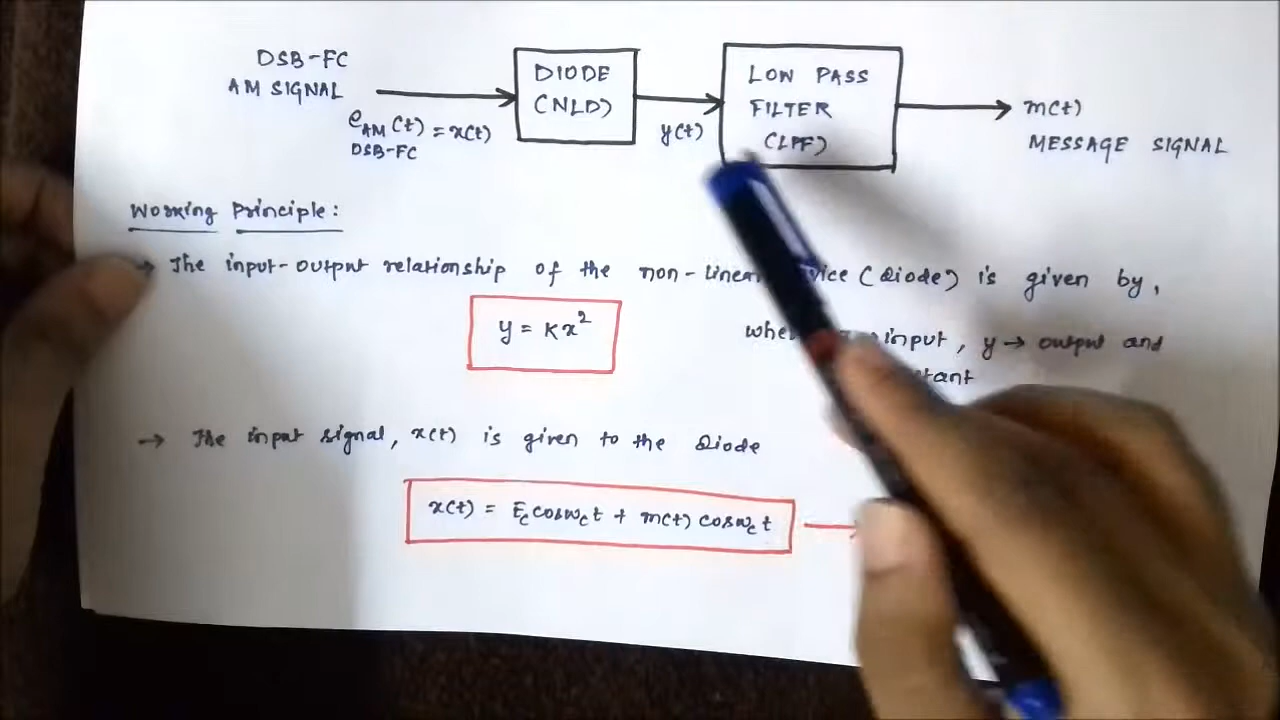 DSB-FC
AM SIGNAL
e_AM(t) = x(t)
DSB-FC
DIODE
(NLD)
y(t)
LOW PASS
FILTER
(LPF)
m(t)
MESSAGE SIGNAL
Working Principle:
→ The input-output relationship of the non-linear (diode) is given by,
y = Kx²
input, y → output and
→ The input signal, x(t) is given to the diode
x(t) = E_c cosω_c t + m(t) cosω_c t